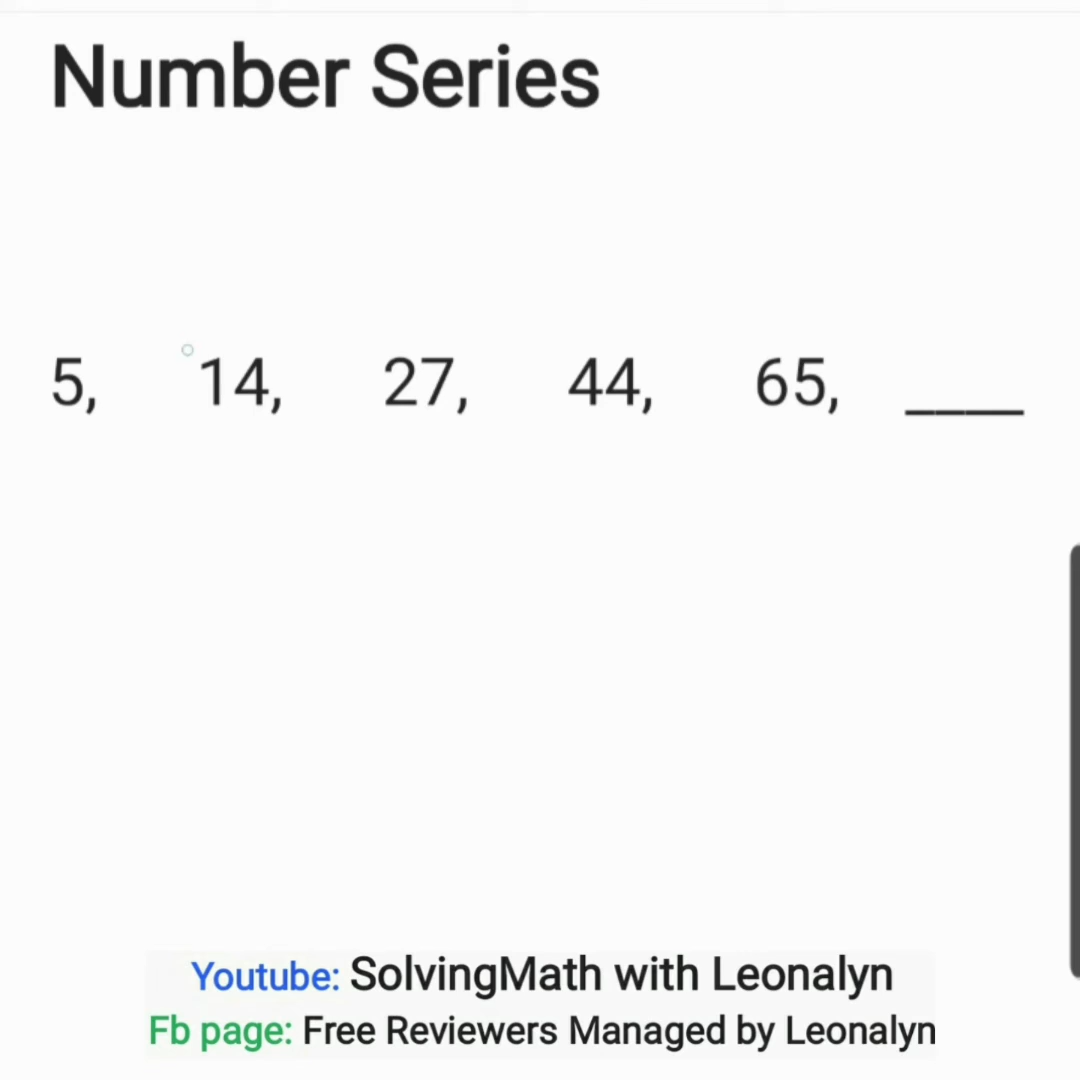 Number Series
5, 14, 27, 44, 65, ____
Youtube: SolvingMath with Leonalyn
Fb page: Free Reviewers Managed by Leonalyn